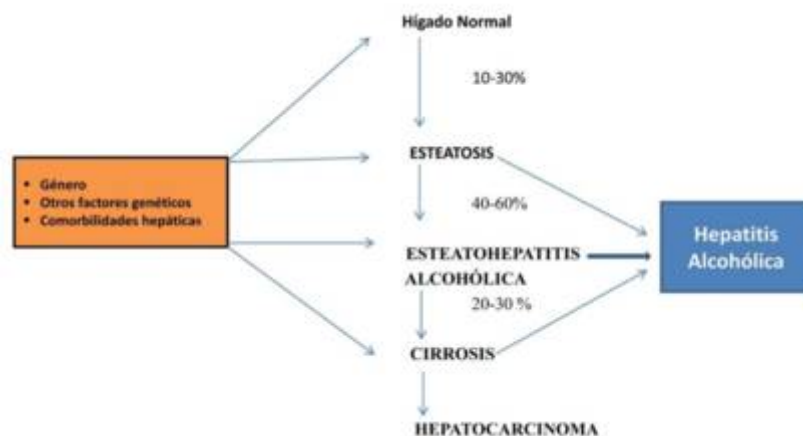 Hígado Normal
10-30%
• Género
• Otros factores genéticos
• Comorbilidades hepáticas
ESTEATOSIS
40-60%
ESTEATOHEPATITIS
ALCOHÓLICA
20-30 %
CIRROSIS
HEPATOCARCINOMA
Hepatitis
Alcohólica